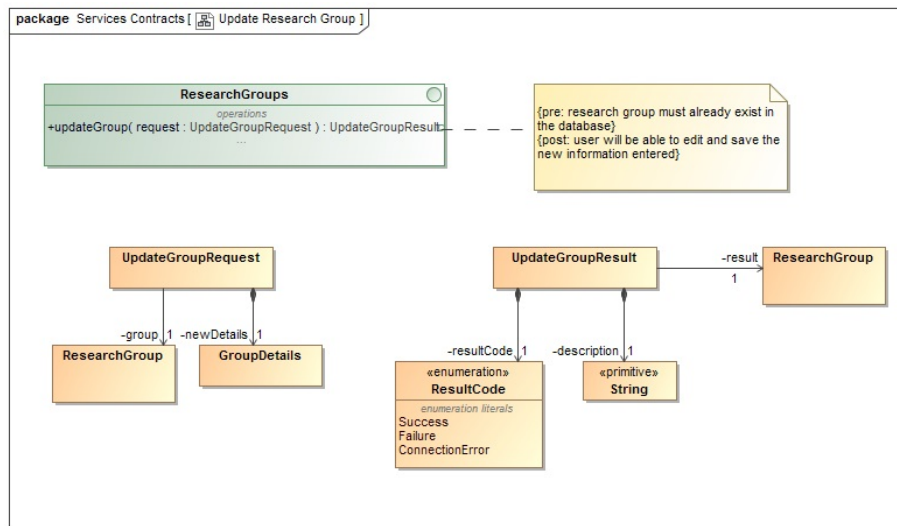 package Services Contracts [ Update Research Group ]
ResearchGroups
operations
+updateGroup( request : UpdateGroupRequest ) : UpdateGroupResult
...
{pre: research group must already exist in
the database}
{post: user will be able to edit and save the
new information entered}
UpdateGroupRequest
-group 1
-newDetails 1
ResearchGroup
GroupDetails
UpdateGroupResult
-result
1
ResearchGroup
-resultCode 1
-description 1
«enumeration»
ResultCode
enumeration literals
Success
Failure
ConnectionError
«primitive»
String